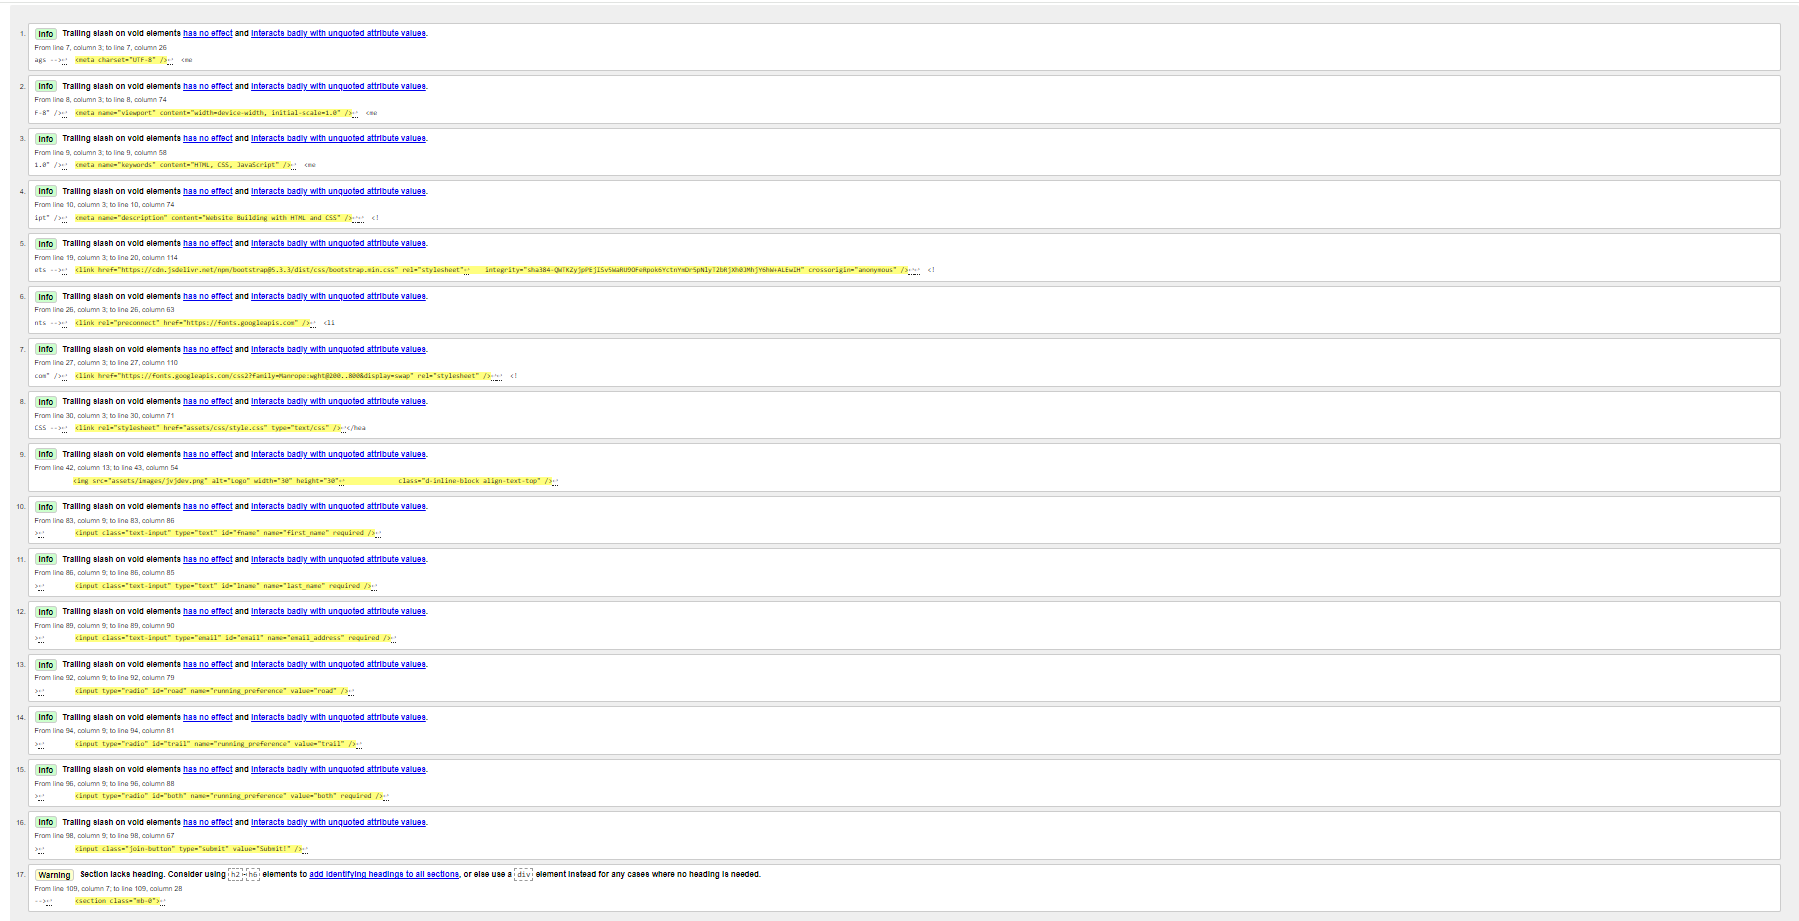 1. Info Trailing slash on void elements has no effect and interacts badly with unquoted attribute values.
From line 7, column 3; to line 7, column 26
ags -->↩ <meta charset="UTF-8" />↩ <me
2. Info Trailing slash on void elements has no effect and interacts badly with unquoted attribute values.
From line 8, column 3; to line 8, column 74
F-8" />↩ <meta name="viewport" content="width=device-width, initial-scale=1.0" />↩ <me
3. Info Trailing slash on void elements has no effect and interacts badly with unquoted attribute values.
From line 9, column 3; to line 9, column 58
1.0" />↩ <meta name="keywords" content="HTML, CSS, JavaScript" />↩ <me
4. Info Trailing slash on void elements has no effect and interacts badly with unquoted attribute values.
From line 10, column 3; to line 10, column 74
ipt" />↩ <meta name="description" content="Website Building with HTML and CSS" />↩↩ <!
5. Info Trailing slash on void elements has no effect and interacts badly with unquoted attribute values.
From line 19, column 3; to line 20, column 114
ets -->↩ <link href="https://cdn.jsdelivr.net/npm/bootstrap@5.3.3/dist/css/bootstrap.min.css" rel="stylesheet"↩ crossorigin="anonymous" />↩↩ <!
6. Info Trailing slash on void elements has no effect and interacts badly with unquoted attribute values.
From line 26, column 3; to line 26, column 63
nts -->↩ <link rel="preconnect" href="https://fonts.googleapis.com" />↩ <li
7. Info Trailing slash on void elements has no effect and interacts badly with unquoted attribute values.
From line 27, column 3; to line 27, column 110
com" />↩ <link href="https://fonts.googleapis.com/css2?family=Manrope:wght@200..800&display=swap" rel="stylesheet" />↩↩ <!
8. Info Trailing slash on void elements has no effect and interacts badly with unquoted attribute values.
From line 30, column 3; to line 30, column 71
CSS -->↩ <link rel="stylesheet" href="assets/css/style.css" type="text/css" />↩</hea
9. Info Trailing slash on void elements has no effect and interacts badly with unquoted attribute values.
From line 42, column 13; to line 43, column 54
<img src="assets/images/jvjdev.png" alt="Logo" width="30" height="30"↩ class="d-inline-block align-text-top" />↩
10. Info Trailing slash on void elements has no effect and interacts badly with unquoted attribute values.
From line 83, column 9; to line 83, column 86
>↩ <input class="text-input" type="text" id="fname" name="first_name" required />↩
11. Info Trailing slash on void elements has no effect and interacts badly with unquoted attribute values.
From line 86, column 9; to line 86, column 85
>↩ <input class="text-input" type="text" id="lname" name="last_name" required />↩
12. Info Trailing slash on void elements has no effect and interacts badly with unquoted attribute values.
From line 89, column 9; to line 89, column 90
>↩ <input class="text-input" type="email" id="email" name="email_address" required />↩
13. Info Trailing slash on void elements has no effect and interacts badly with unquoted attribute values.
From line 92, column 9; to line 92, column 79
>↩ <input type="radio" id="road" name="running_preference" value="road" />↩
14. Info Trailing slash on void elements has no effect and interacts badly with unquoted attribute values.
From line 94, column 9; to line 94, column 81
>↩ <input type="radio" id="trail" name="running_preference" value="trail" />↩
15. Info Trailing slash on void elements has no effect and interacts badly with unquoted attribute values.
From line 96, column 9; to line 96, column 88
>↩ <input type="radio" id="both" name="running_preference" value="both" required />↩
16. Info Trailing slash on void elements has no effect and interacts badly with unquoted attribute values.
From line 98, column 9; to line 98, column 67
>↩ <input class="join-button" type="submit" value="Submit!" />↩
17. Warning Section lacks heading. Consider using h2-h6 elements to add identifying headings to all sections, or else use a div element instead for any cases where no heading is needed.
From line 109, column 7; to line 109, column 28
-->↩ <section class="mb-0">↩